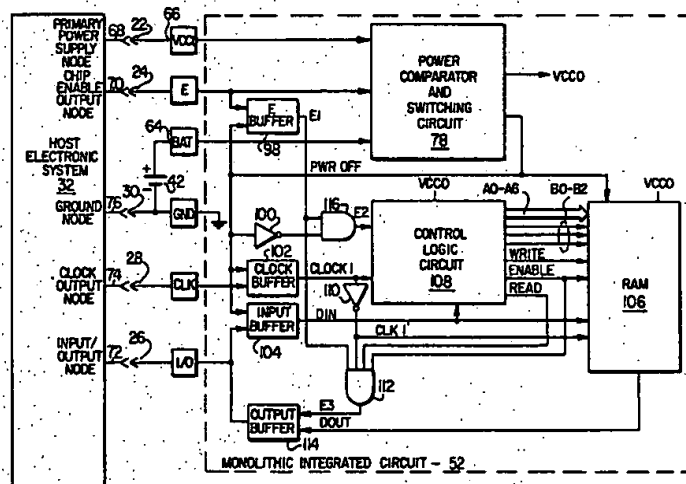 PRIMARY
POWER
SUPPLY
NODE
68
22
66
VCCI
CHIP
ENABLE
OUTPUT
NODE
70
24
E
HOST
ELECTRONIC
SYSTEM
32
64
BAT
+
-
42
30
GROUND
NODE
76
GND
CLOCK
OUTPUT
NODE
74
28
CLK
INPUT/
OUTPUT
NODE
72
26
I/O
E
BUFFER
98
E1
POWER
COMPARATOR
AND
SWITCHING
CIRCUIT
78
VCCO
PWR OFF
100
116
E2
102
CLOCK
BUFFER
CLOCK 1
110
INPUT
BUFFER
104
DIN
CLK 1
VCCO
CONTROL
LOGIC
CIRCUIT
108
A0-A6
B0-B2
WRITE
ENABLE
READ
VCCO
RAM
106
112
E3
DOUT
OUTPUT
BUFFER
114
MONOLITHIC INTEGRATED CIRCUIT - 52